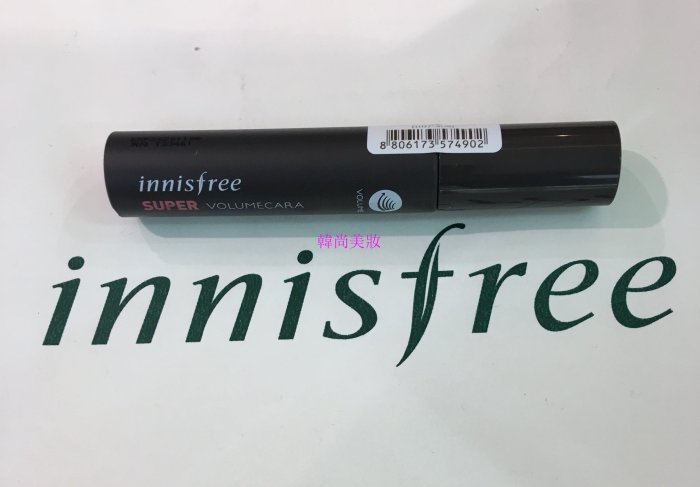 8 806173 574902
innisfree
SUPER VOLUMECARA
VOLUME
韓尚美妝
innisfree